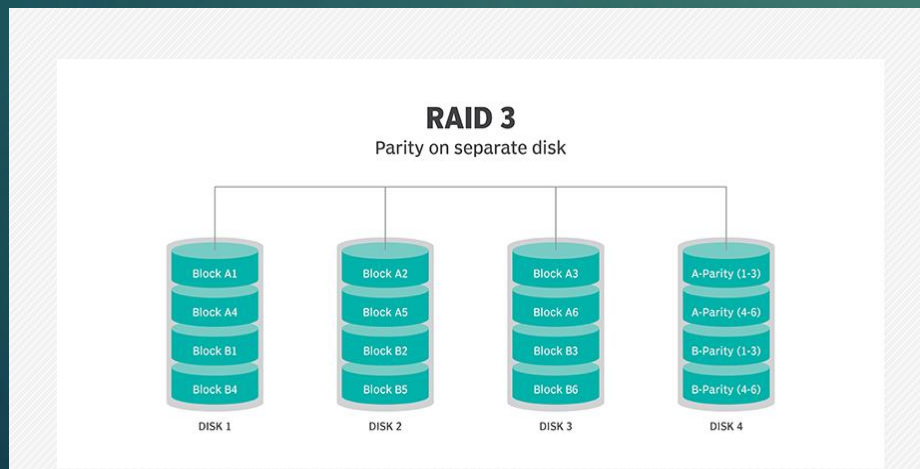 RAID 3
Parity on separate disk
Block A1
Block A4
Block B1
Block B4
DISK 1
Block A2
Block A5
Block B2
Block B5
DISK 2
Block A3
Block A6
Block B3
Block B6
DISK 3
A-Parity (1-3)
A-Parity (4-6)
B-Parity (1-3)
B-Parity (4-6)
DISK 4